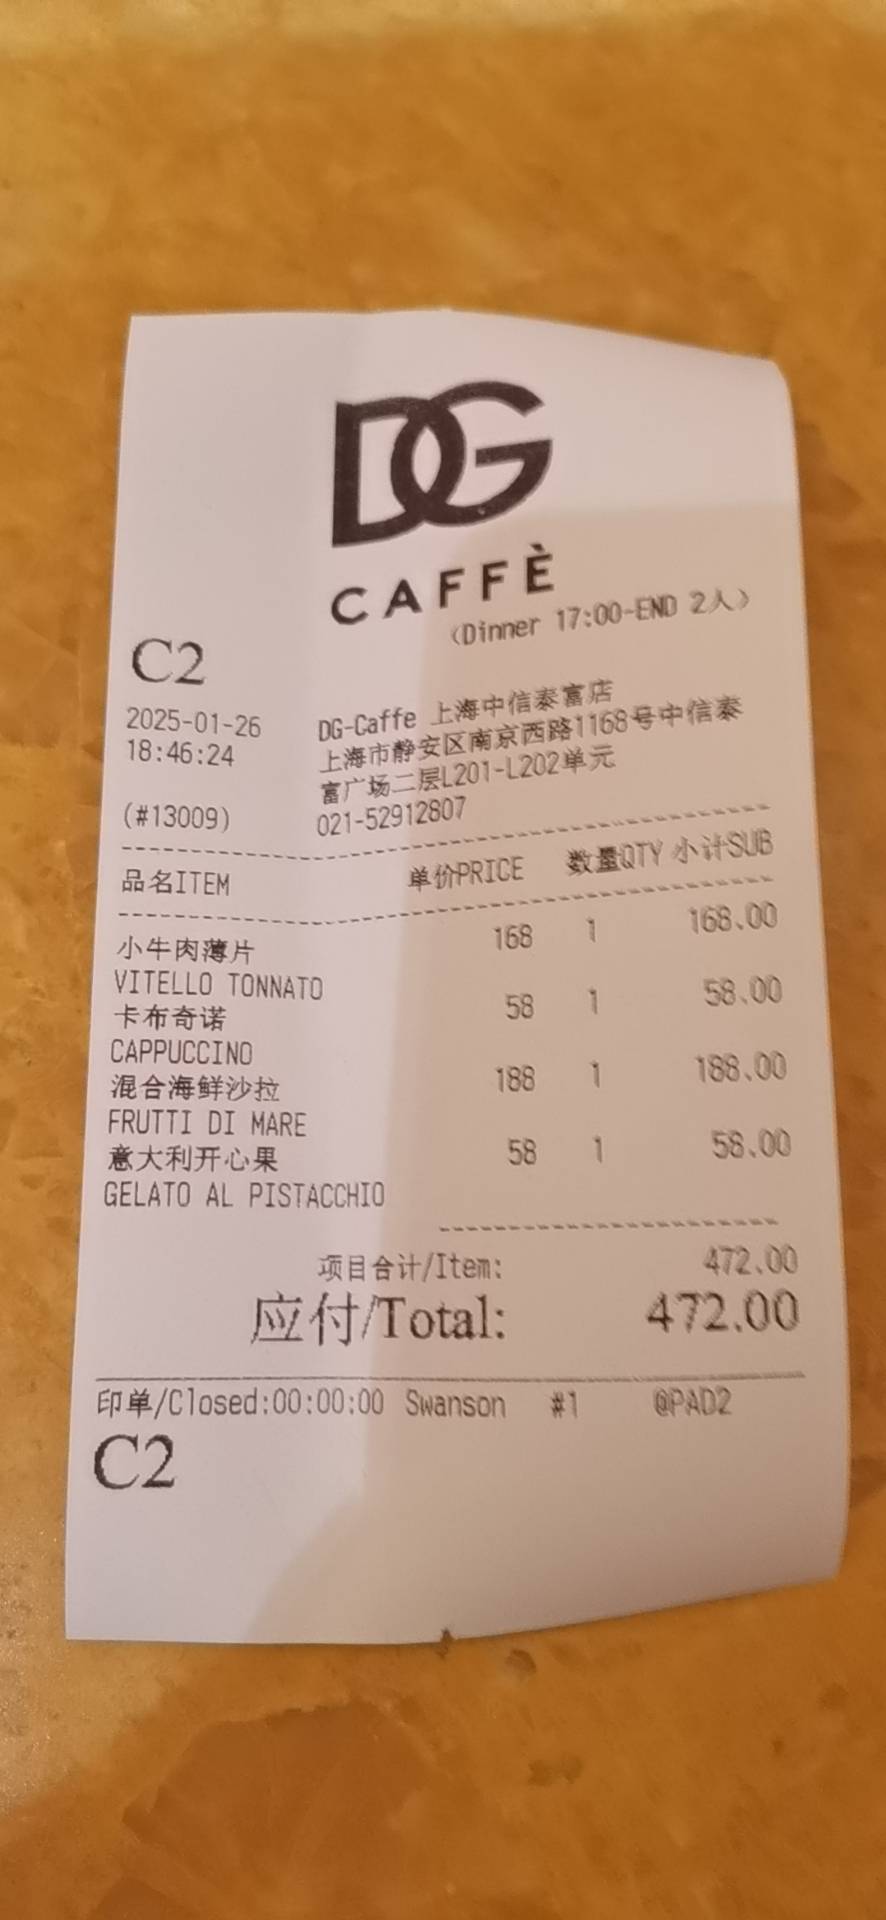 DG
CAFFÈ
〈Dinner 17:00-END 2人〉
C2
2025-01-26
18:46:24
(#13009)
DG-Caffe 上海中信泰富店
上海市静安区南京西路1168号中信泰
富广场二层L201-L202单元
021-52912807
品名ITEM 单价PRICE 数量QTY 小计SUB
小牛肉薄片 168 1 168.00
VITELLO TONNATO
卡布奇诺 58 1 58.00
CAPPUCCINO
混合海鲜沙拉 188 1 188.00
FRUTTI DI MARE
意大利开心果 58 1 58.00
GELATO AL PISTACCHIO
项目合计/Item: 472.00
应付/Total: 472.00
印单/Closed:00:00:00 Swanson #1 @PAD2
C2